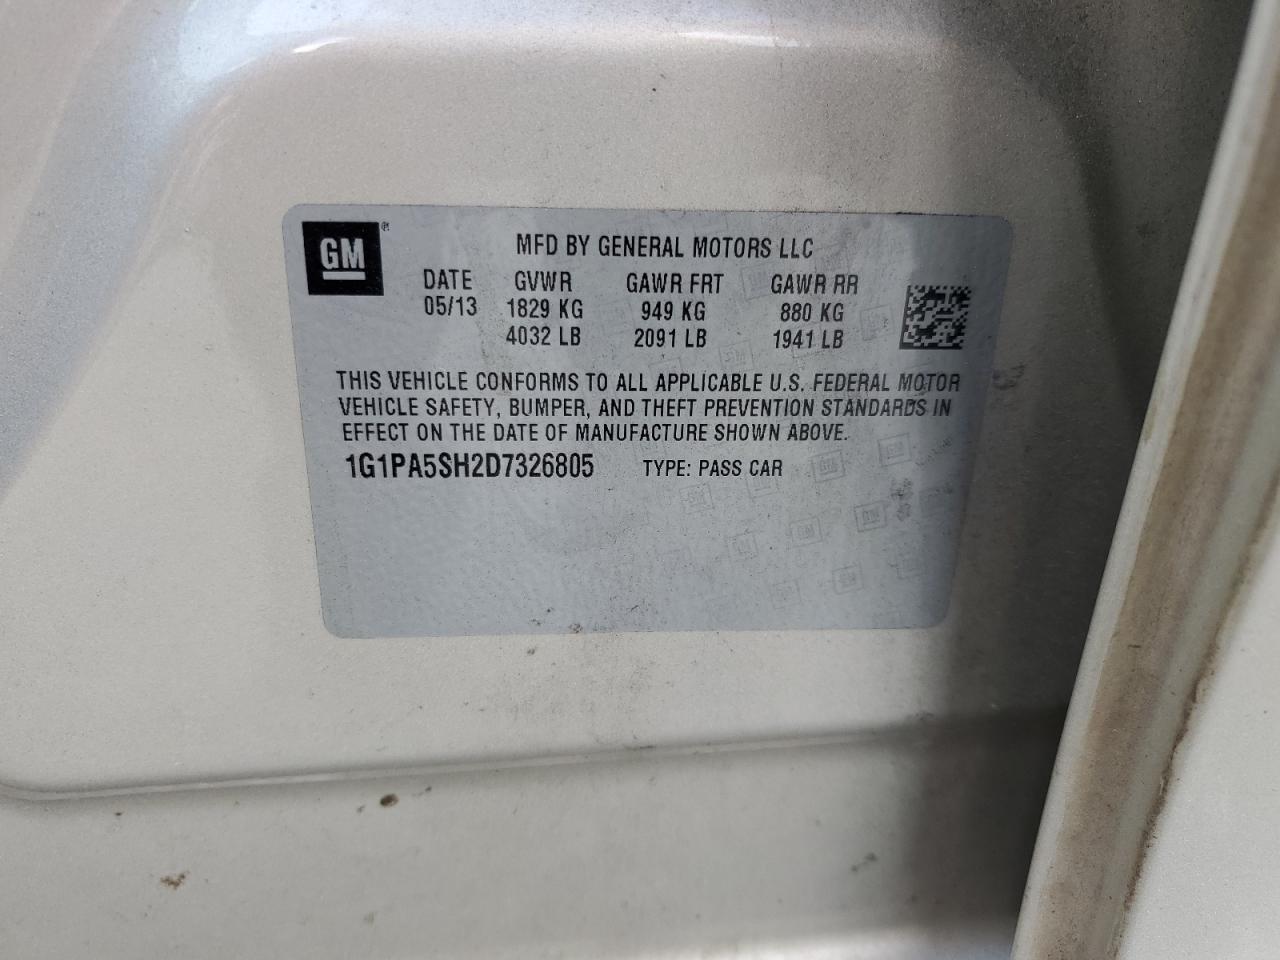 GM®
MFD BY GENERAL MOTORS LLC
DATE GVWR GAWR FRT GAWR RR
05/13 1829 KG 949 KG 880 KG
4032 LB 2091 LB 1941 LB
THIS VEHICLE CONFORMS TO ALL APPLICABLE U.S. FEDERAL MOTOR
VEHICLE SAFETY, BUMPER, AND THEFT PREVENTION STANDARDS IN
EFFECT ON THE DATE OF MANUFACTURE SHOWN ABOVE.
1G1PA5SH2D7326805 TYPE: PASS CAR